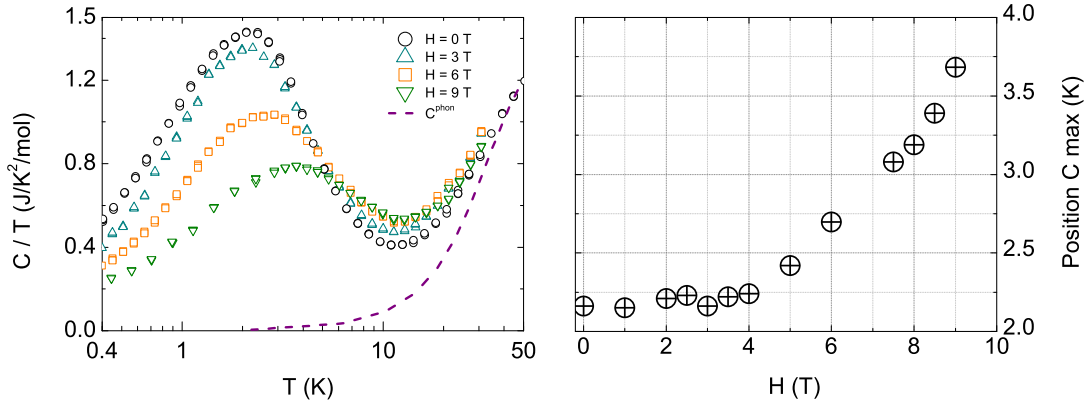 C / T (J/K²/mol)
1.5
1.2
0.8
0.4
0.0
0.4
1
10
50
T (K)
H = 0 T
H = 3 T
H = 6 T
H = 9 T
C^phon
4.0
3.5
3.0
2.5
2.0
0
2
4
6
8
10
H (T)
Position C max (K)